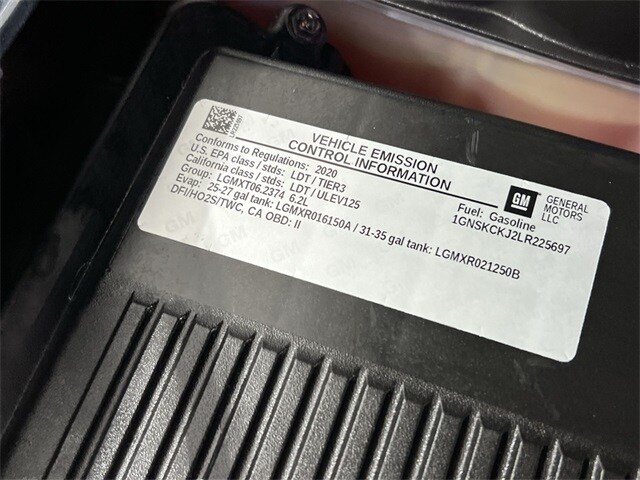 VEHICLE EMISSION
CONTROL INFORMATION
Conforms to Regulations: 2020
U.S. EPA class / stds: LDT / TIER3
California class / stds: LDT / ULEV125
Group: LGMXT06.2374 6.2L
Evap: 25-27 gal tank: LGMXR016150A / 31-35 gal tank: LGMXR021250B
DFI/HO2S/TWC, CA OBD: II
Fuel: Gasoline
1GNSKCKJ2LR225697
GM
GENERAL
MOTORS
LLC